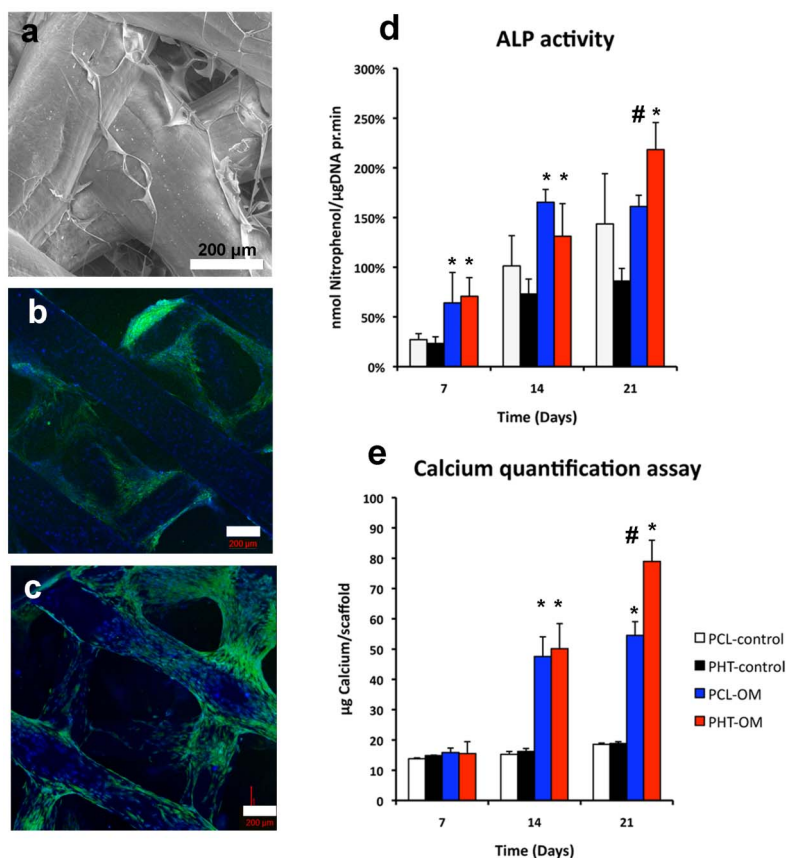 a
200 µm
b
200 µm
c
200 µm
d
ALP activity
nmol Nitrophenol/µgDNA pr.min
300%
250%
200%
150%
100%
50%
0%
* *
* *
# *
7 14 21
Time (Days)
e
Calcium quantification assay
µg Calcium/scaffold
100
90
80
70
60
50
40
30
20
10
0
* *
# *
*
7 14 21
Time (Days)
PCL-control
PHT-control
PCL-OM
PHT-OM